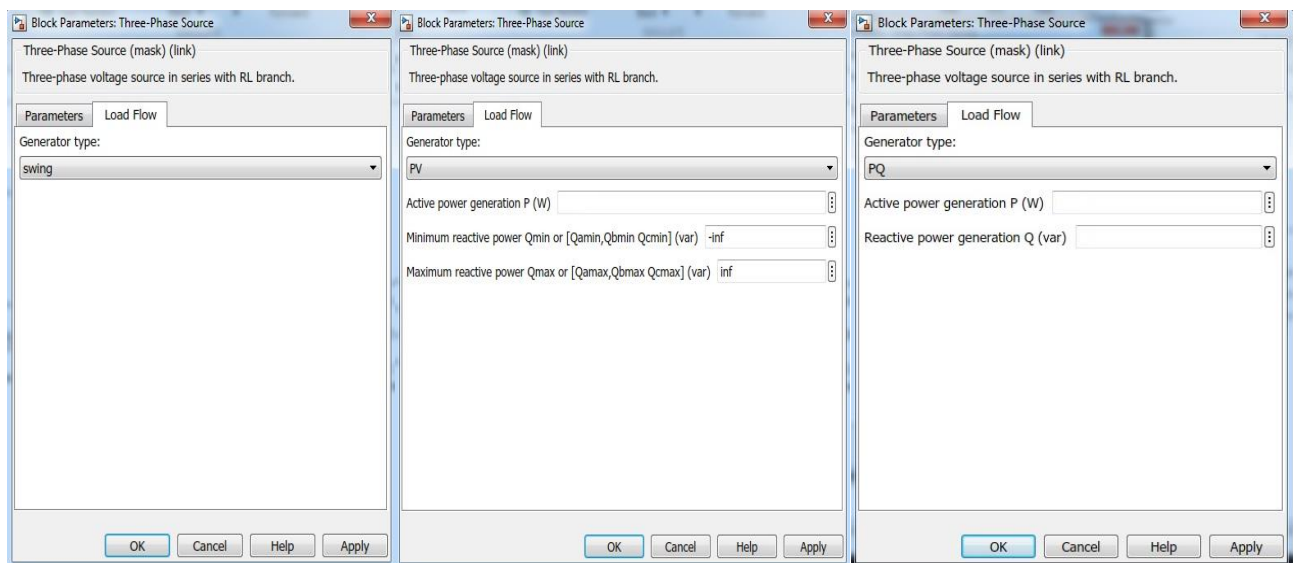 Block Parameters: Three-Phase Source
X
Three-Phase Source (mask) (link)
Three-phase voltage source in series with RL branch.
Parameters Load Flow
Generator type:
swing
OK Cancel Help Apply
Block Parameters: Three-Phase Source
X
Three-Phase Source (mask) (link)
Three-phase voltage source in series with RL branch.
Parameters Load Flow
Generator type:
PV
Active power generation P (W)
Minimum reactive power Qmin or [Qamin,Qbmin Qcmin] (var) -inf
Maximum reactive power Qmax or [Qamax,Qbmax Qcmax] (var) inf
OK Cancel Help Apply
Block Parameters: Three-Phase Source
X
Three-Phase Source (mask) (link)
Three-phase voltage source in series with RL branch.
Parameters Load Flow
Generator type:
PQ
Active power generation P (W)
Reactive power generation Q (var)
OK Cancel Help Apply